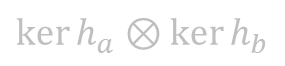 ker h_a ⊗ ker h_b